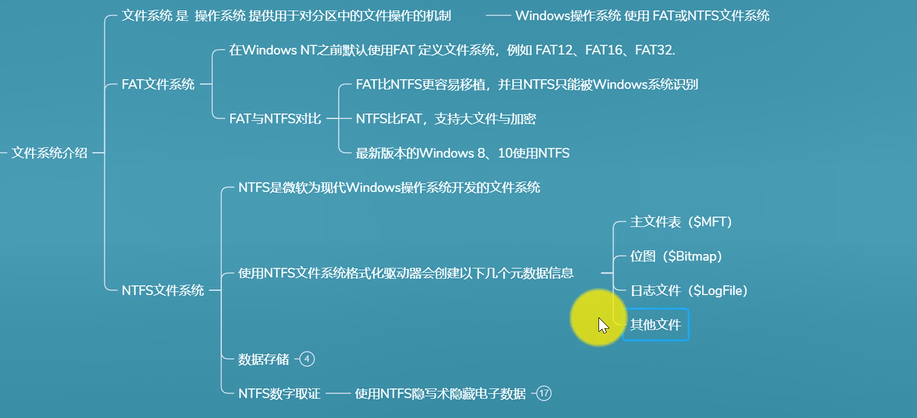 文件系统 是 操作系统 提供用于对分区中的文件操作的机制
Windows操作系统 使用 FAT或NTFS文件系统
在Windows NT之前默认使用FAT 定义文件系统，例如 FAT12、FAT16、FAT32.
FAT文件系统
FAT比NTFS更容易移植，并且NTFS只能被Windows系统识别
FAT与NTFS对比
NTFS比FAT，支持大文件与加密
文件系统介绍
最新版本的Windows 8、10使用NTFS
NTFS是微软为现代Windows操作系统开发的文件系统
主文件表（$MFT）
位图（$Bitmap）
使用NTFS文件系统格式化驱动器会创建以下几个元数据信息
NTFS文件系统
日志文件（$LogFile）
其他文件
数据存储 4
NTFS数字取证
使用NTFS隐写术隐藏电子数据 17